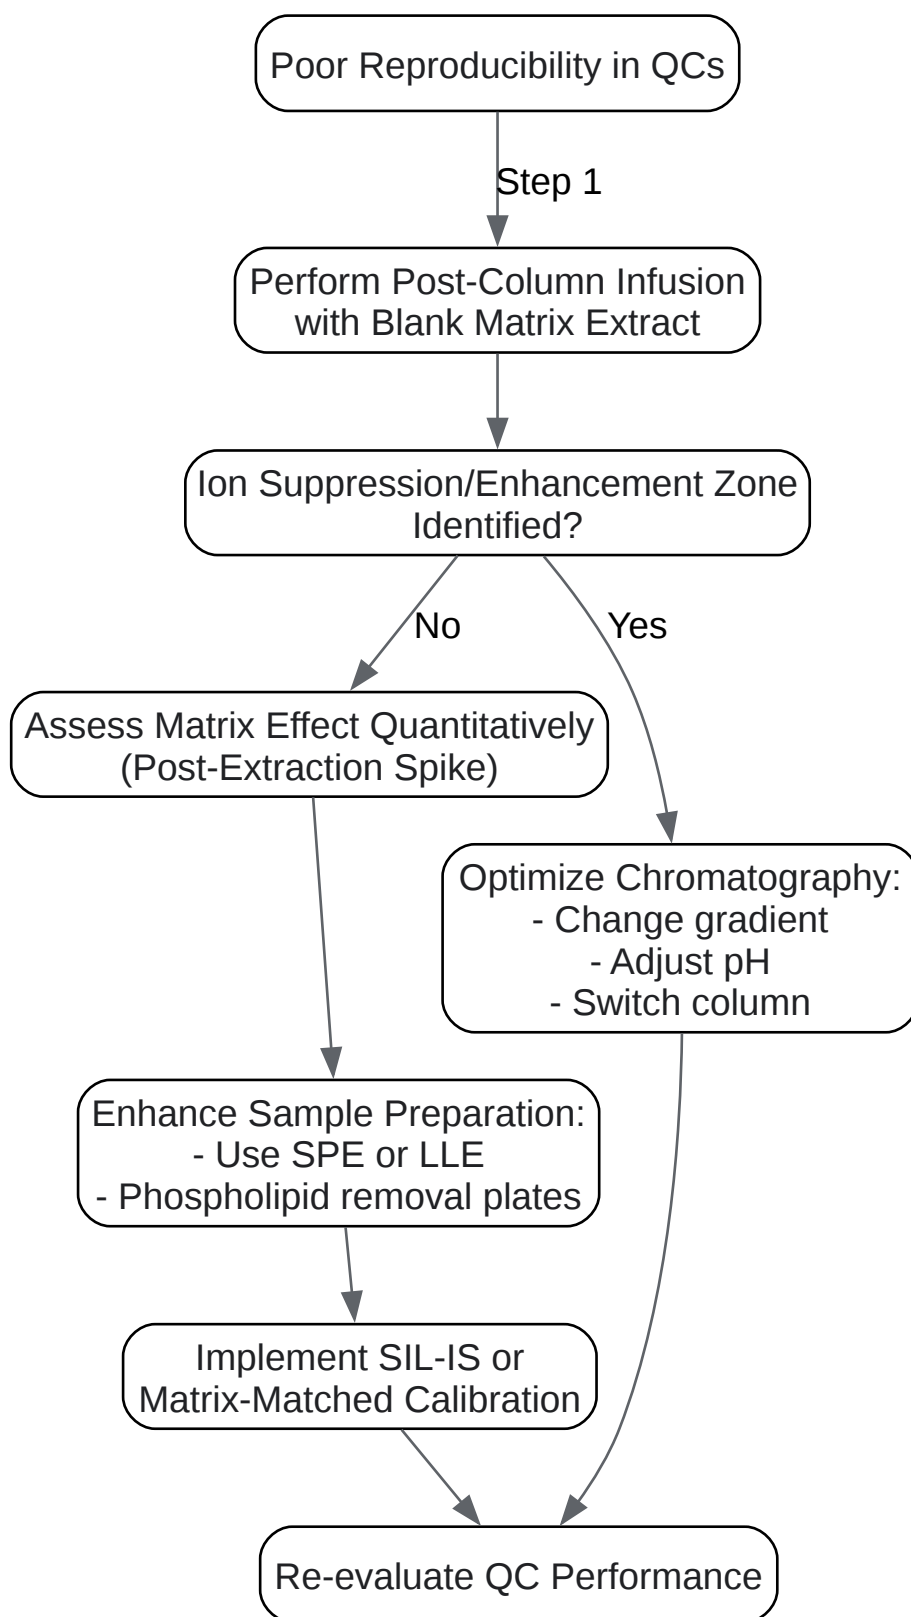 Poor Reproducibility in QCs
Step 1
Perform Post-Column Infusion
with Blank Matrix Extract
Ion Suppression/Enhancement Zone
Identified?
No
Yes
Assess Matrix Effect Quantitatively
(Post-Extraction Spike)
Optimize Chromatography:
- Change gradient
- Adjust pH
- Switch column
Enhance Sample Preparation:
- Use SPE or LLE
- Phospholipid removal plates
Implement SIL-IS or
Matrix-Matched Calibration
Re-evaluate QC Performance